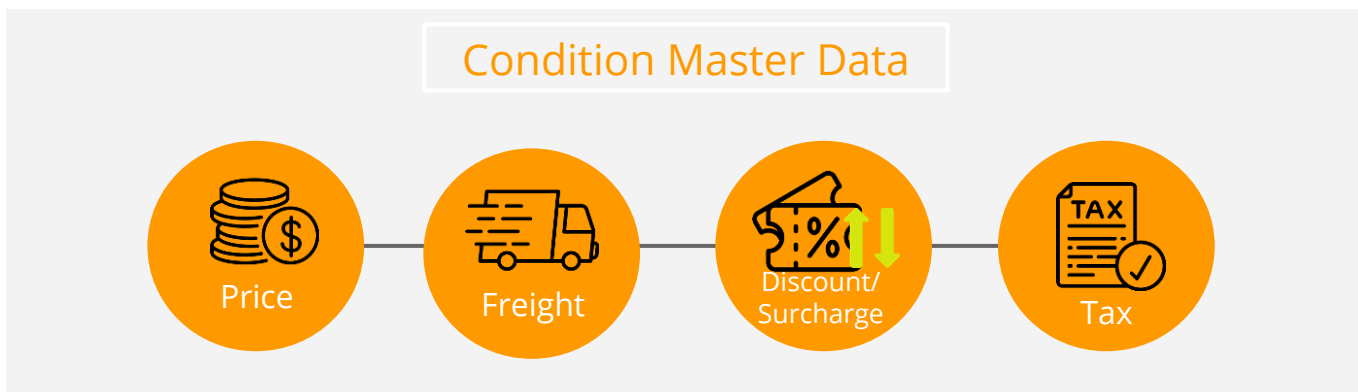 Condition Master Data
$
%
TAX
Price
Freight
Discount/
Surcharge
Tax